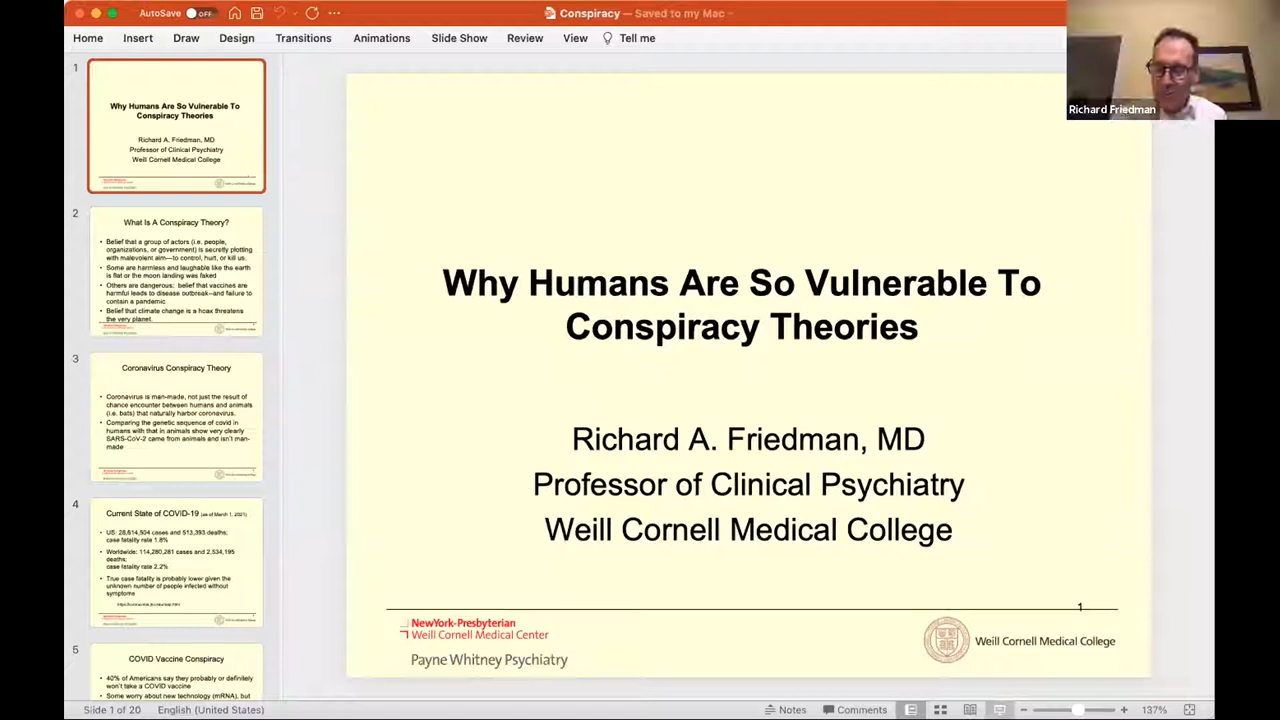 AutoSave OFF
Conspiracy — Saved to my Mac
Home Insert Draw Design Transitions Animations Slide Show Review View Tell me
Richard Friedman
1
Why Humans Are So Vulnerable To
Conspiracy Theories
Richard A. Friedman, MD
Professor of Clinical Psychiatry
Weill Cornell Medical College
2
What Is A Conspiracy Theory?
• Belief that a group of actors (i.e. people,
organizations, or government) is secretly plotting
with malevolent aim—to control, hurt, or kill us.
• Some are harmless and laughable like the earth
is flat or the moon landing was faked
• Others are dangerous: belief that vaccines are
harmful leads to disease outbreak--and failure to
contain a pandemic
• Belief that climate change is a hoax threatens
the very planet.
3
Coronavirus Conspiracy Theory
• Coronavirus is man-made, not just the result of
chance encounter between humans and animals
(i.e. bats) that naturally harbor coronavirus.
• Comparing the genetic sequence of covid in
humans with that in animals show very clearly
SARS-CoV-2 came from animals and isn't man-
made
4
Current State of COVID-19 (as of March 1, 2021)
• US: 28,614,504 cases and 513,393 deaths;
case fatality rate 1.8%
• Worldwide: 114,280,281 cases and 2,534,195
deaths;
case fatality rate 2.2%
• True case fatality is probably lower given the
unknown number of people infected without
symptoms
5
COVID Vaccine Conspiracy
• 40% of Americans say they probably or definitely
won't take a COVID vaccine
• Some worry about new technology (mRNA), but
Why Humans Are So Vulnerable To
Conspiracy Theories
Richard A. Friedman, MD
Professor of Clinical Psychiatry
Weill Cornell Medical College
1
NewYork-Presbyterian
Weill Cornell Medical Center
Payne Whitney Psychiatry
Weill Cornell Medical College
Slide 1 of 20 English (United States) Notes Comments 137%